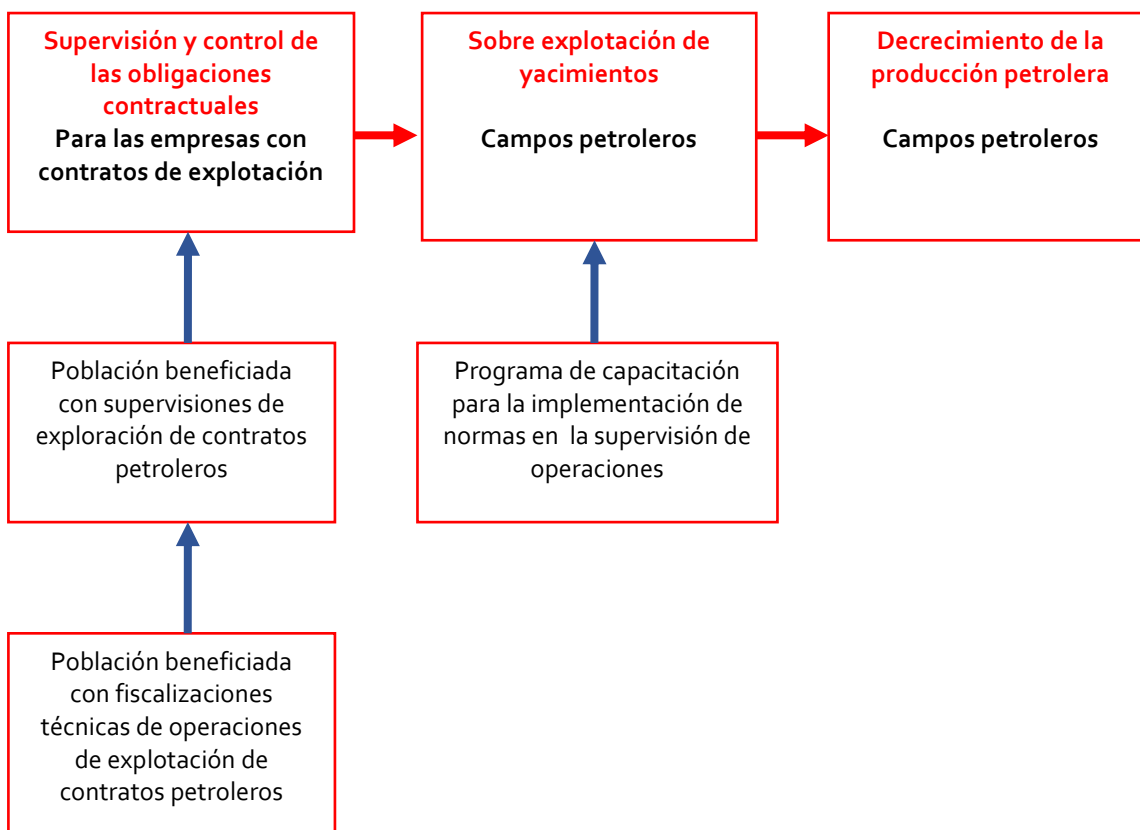 Supervisión y control de
las obligaciones
contractuales
Para las empresas con
contratos de explotación
Sobre explotación de
yacimientos
Campos petroleros
Decrecimiento de la
producción petrolera
Campos petroleros
Población beneficiada
con supervisiones de
exploración de contratos
petroleros
Programa de capacitación
para la implementación de
normas en  la supervisión de
operaciones
Población beneficiada
con fiscalizaciones
técnicas de operaciones
de explotación de
contratos petroleros